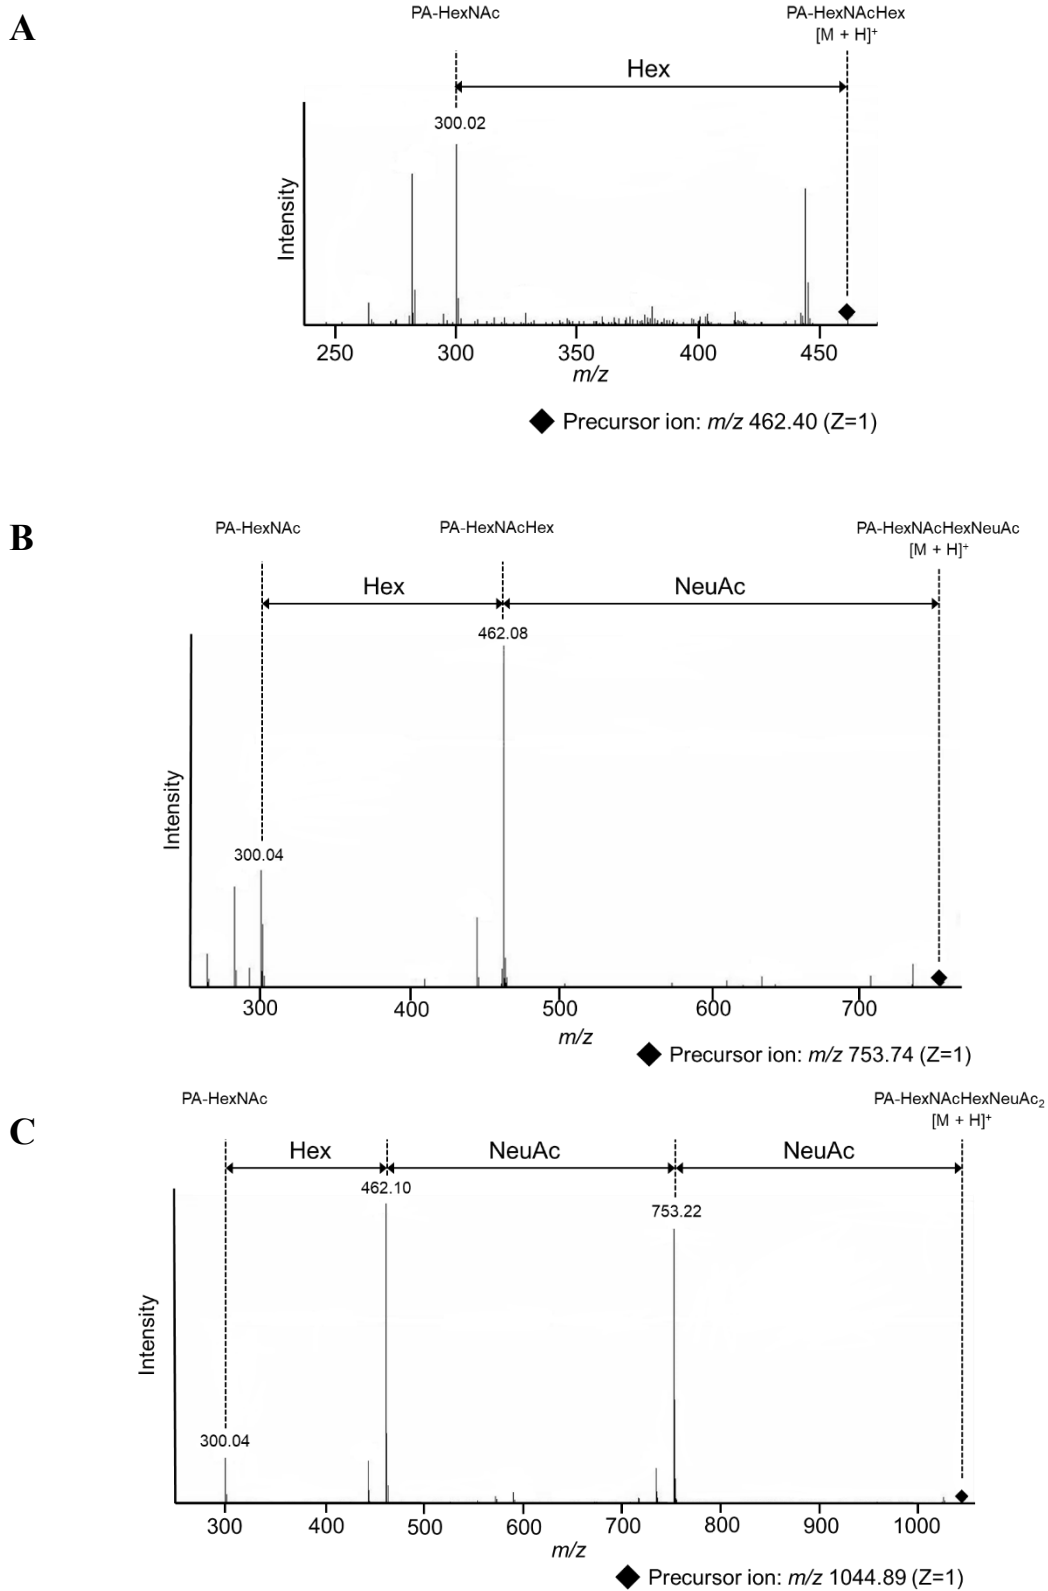 A
PA-HexNAc
PA-HexNAcHex
[M + H]⁺
Hex
300.02
Intensity
250 300 350 400 450
m/z
Precursor ion: m/z 462.40 (Z=1)
B
PA-HexNAc
PA-HexNAcHex
PA-HexNAcHexNeuAc
[M + H]⁺
Hex
NeuAc
462.08
300.04
Intensity
300 400 500 600 700
m/z
Precursor ion: m/z 753.74 (Z=1)
C
PA-HexNAc
PA-HexNAcHexNeuAc₂
[M + H]⁺
Hex
NeuAc
NeuAc
462.10
753.22
300.04
Intensity
300 400 500 600 700 800 900 1000
m/z
Precursor ion: m/z 1044.89 (Z=1)